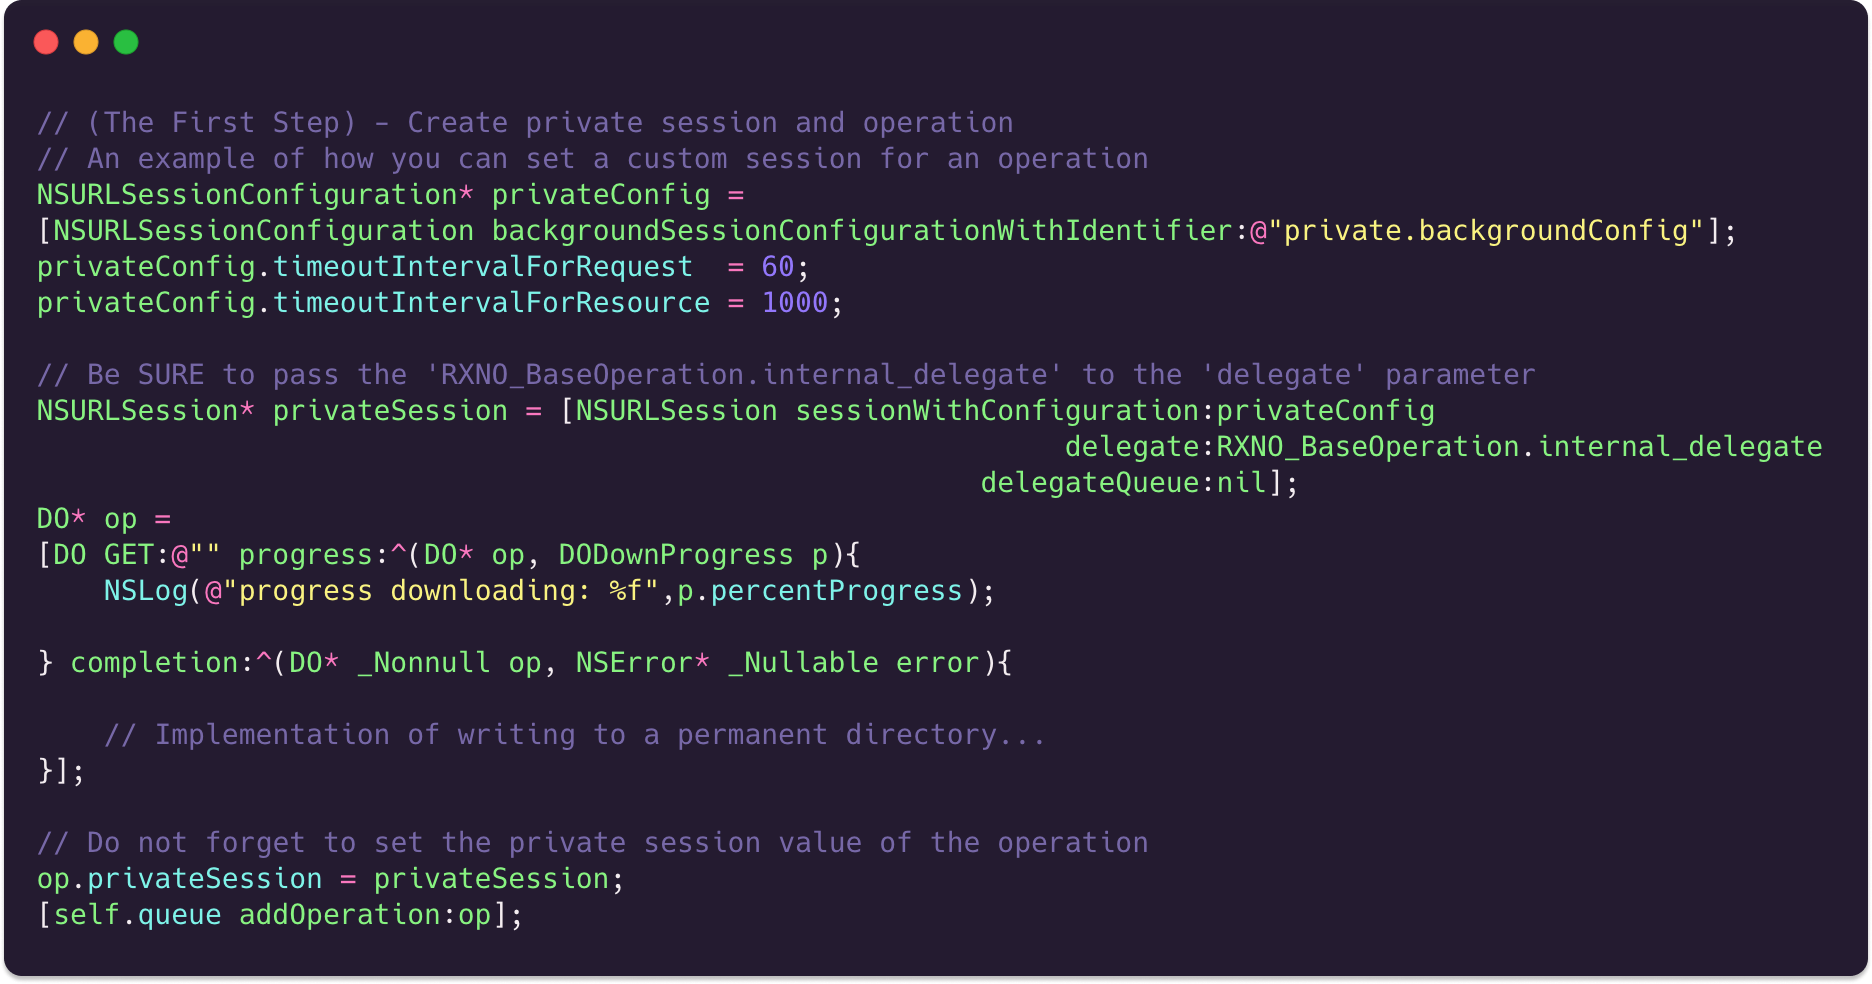 // (The First Step) - Create private session and operation
// An example of how you can set a custom session for an operation
NSURLSessionConfiguration* privateConfig =
[NSURLSessionConfiguration backgroundSessionConfigurationWithIdentifier:@"private.backgroundConfig"];
privateConfig.timeoutIntervalForRequest  = 60;
privateConfig.timeoutIntervalForResource = 1000;

// Be SURE to pass the 'RXNO_BaseOperation.internal_delegate' to the 'delegate' parameter
NSURLSession* privateSession = [NSURLSession sessionWithConfiguration:privateConfig
                                                             delegate:RXNO_BaseOperation.internal_delegate
                                                        delegateQueue:nil];
DO* op =
[DO GET:@"" progress:^(DO* op, DODownProgress p){
    NSLog(@"progress downloading: %f",p.percentProgress);

} completion:^(DO* _Nonnull op, NSError* _Nullable error){

    // Implementation of writing to a permanent directory...
}];

// Do not forget to set the private session value of the operation
op.privateSession = privateSession;
[self.queue addOperation:op];